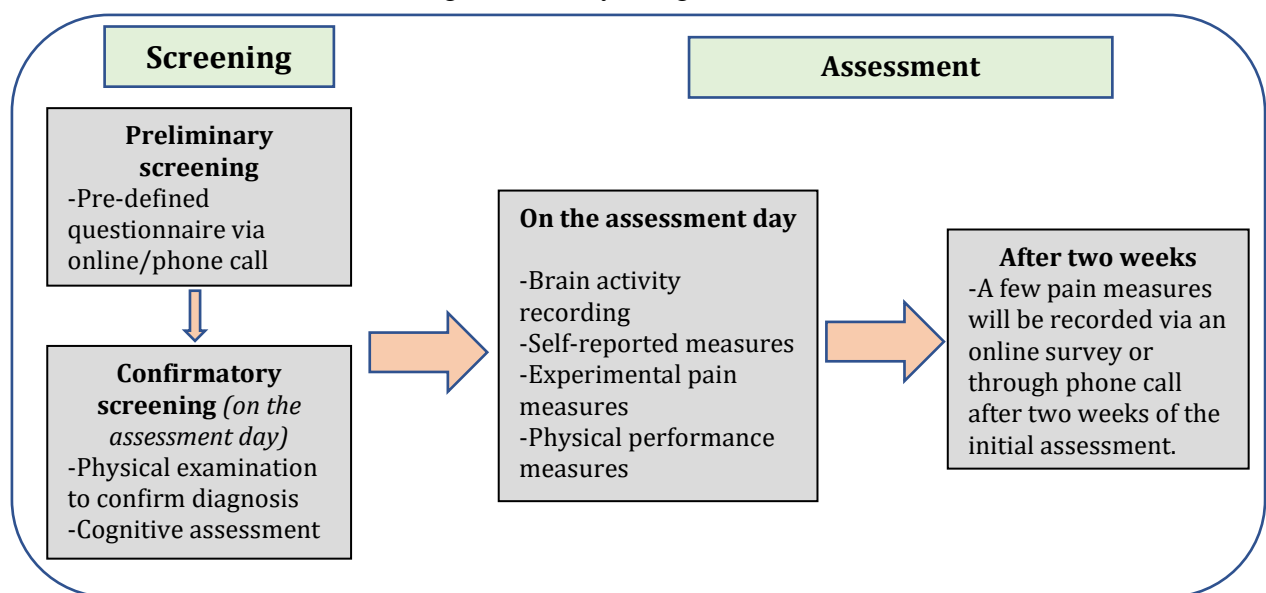 Screening
Assessment
Preliminary
screening
-Pre-defined
questionnaire via
online/phone call
Confirmatory
screening (on the
assessment day)
-Physical examination
to confirm diagnosis
-Cognitive assessment
On the assessment day
-Brain activity
recording
-Self-reported measures
-Experimental pain
measures
-Physical performance
measures
After two weeks
-A few pain measures
will be recorded via an
online survey or
through phone call
after two weeks of the
initial assessment.